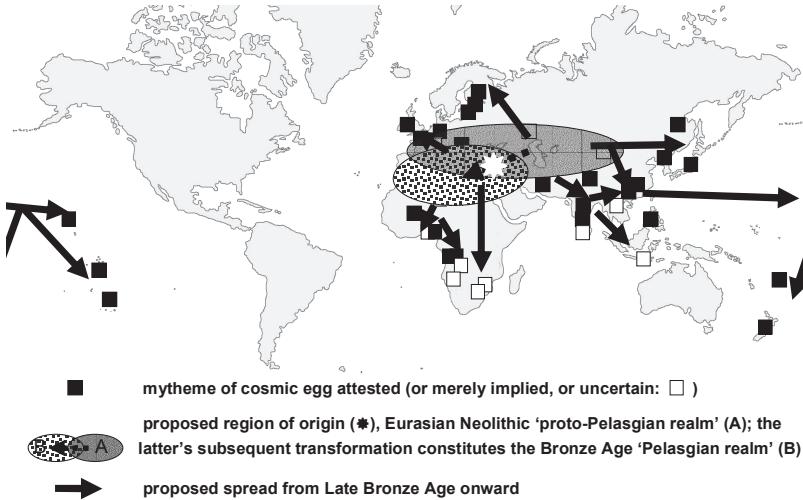 mytheme of cosmic egg attested (or merely implied, or uncertain: □ )
proposed region of origin (✸), Eurasian Neolithic ‘proto-Pelasgian realm’ (A); the
latter’s subsequent transformation constitutes the Bronze Age ‘Pelasgian realm’ (B)
B A
proposed spread from Late Bronze Age onward